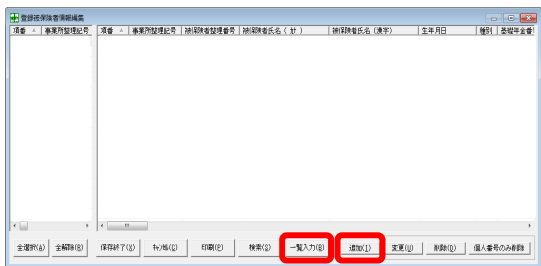 登録被保険者情報編集
項番 事業所整理記号 項番 事業所整理記号 被保険者整理番号 被保険者氏名（ｶﾅ） 被保険者氏名（漢字） 生年月日 種別 基礎年金番
全選択(A) 全解除(B) 保存終了(X) ｷｬﾝｾﾙ(C) 印刷(P) 検索(S) 一覧入力(R) 追加(I) 変更(U) 削除(D) 個人番号のみ削除